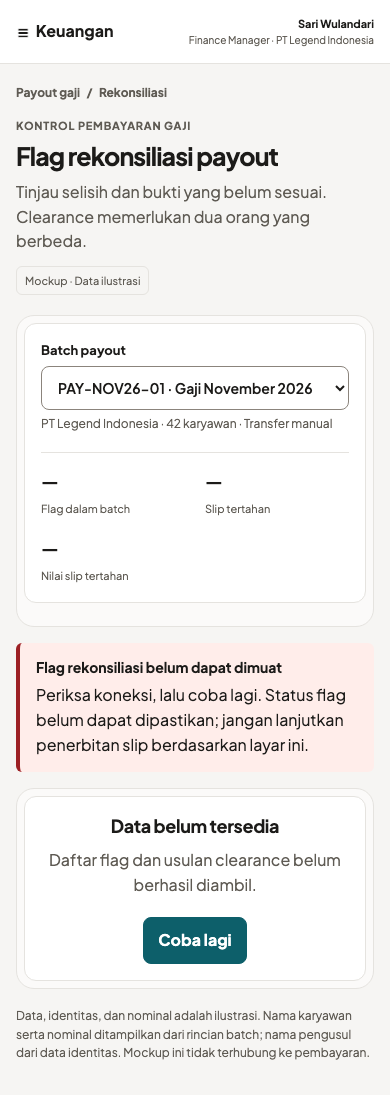 ≡ Keuangan
Sari Wulandari
Finance Manager · PT Legend Indonesia
Payout gaji / Rekonsiliasi
KONTROL PEMBAYARAN GAJI
Flag rekonsiliasi payout
Tinjau selisih dan bukti yang belum sesuai.
Clearance memerlukan dua orang yang
berbeda.
Mockup · Data ilustrasi
Batch payout
PAY-NOV26-01 · Gaji November 2026
PT Legend Indonesia · 42 karyawan · Transfer manual
— —
Flag dalam batch Slip tertahan
—
Nilai slip tertahan
Flag rekonsiliasi belum dapat dimuat
Periksa koneksi, lalu coba lagi. Status flag
belum dapat dipastikan; jangan lanjutkan
penerbitan slip berdasarkan layar ini.
Data belum tersedia
Daftar flag dan usulan clearance belum
berhasil diambil.
Coba lagi
Data, identitas, dan nominal adalah ilustrasi. Nama karyawan
serta nominal ditampilkan dari rincian batch; nama pengusul
dari data identitas. Mockup ini tidak terhubung ke pembayaran.